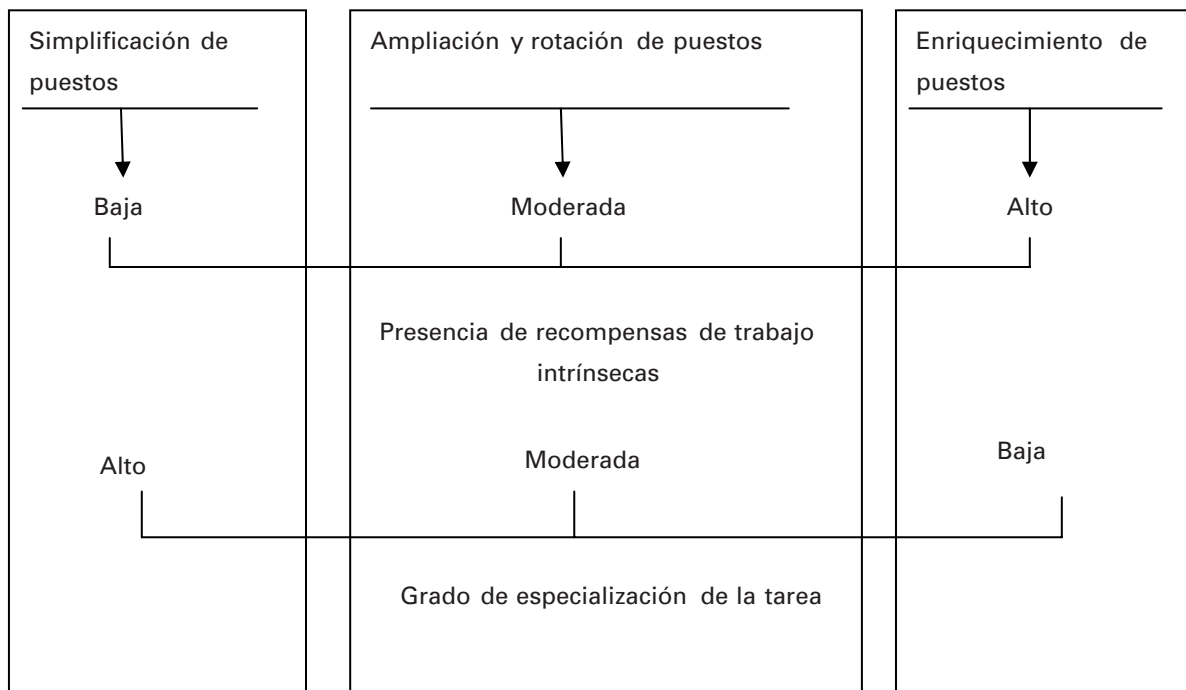 Simplificación de
puestos
Ampliación y rotación de puestos
Enriquecimiento de
puestos
Baja
Moderada
Alto
Presencia de recompensas de trabajo
intrínsecas
Alto
Moderada
Baja
Grado de especialización de la tarea